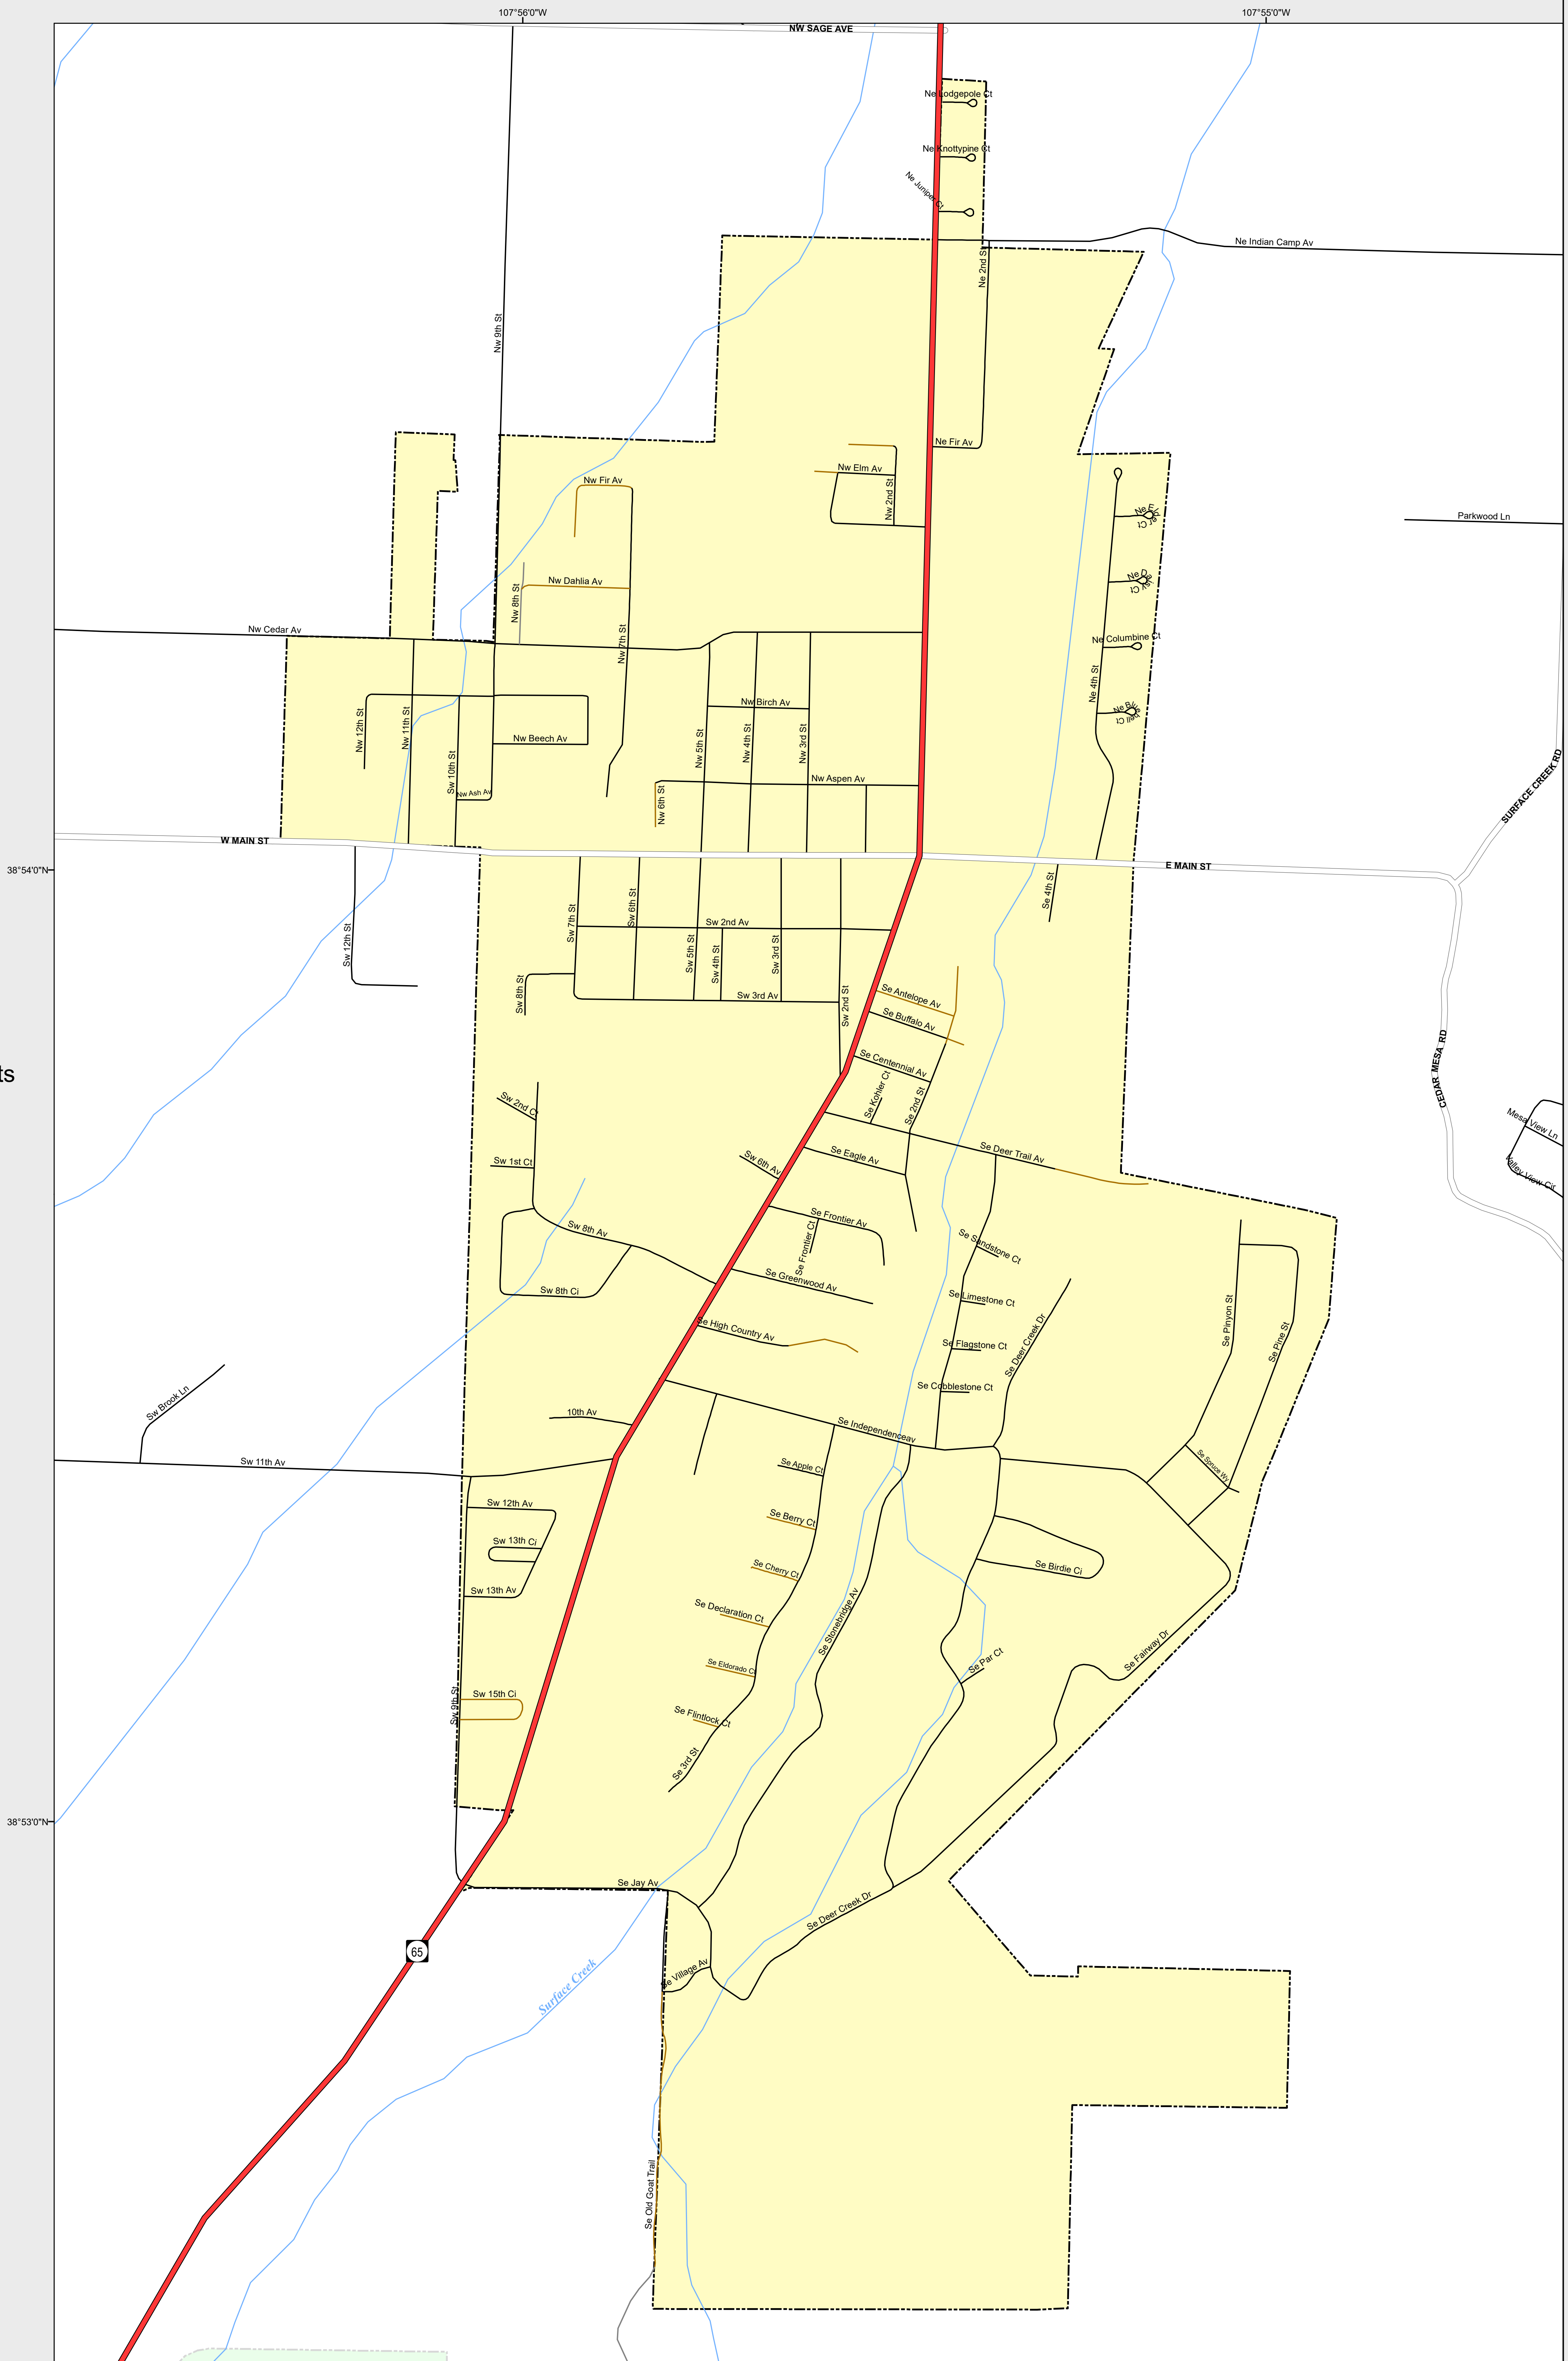 107°56'0"W
107°55'0"W
NW SAGE AVE
Ne Lodgepole Ct
Ne Knottypine Ct
Ne Juniper Ct
Ne Indian Camp Av
Ne 2nd St
Nw 9th St
Ne Fir Av
Nw Elm Av
Nw 2nd St
Nw Fir Av
Parkwood Ln
Nw Dahlia Av
Nw 8th St
Nw 7th St
Nw Cedar Av
Ne Columbine Ct
Ne 4th St
Nw Birch Av
Nw 12th St
Nw 11th St
Nw Beech Av
Nw 5th St
Nw 4th St
Nw 3rd St
Sw 10th St
Nw Ash Av
Nw Aspen Av
Nw 6th St
SURFACE CREEK RD
W MAIN ST
E MAIN ST
38°54'0"N
Se 4th St
Sw 12th St
Sw 7th St
Sw 6th St
Sw 2nd Av
Sw 5th St
Sw 4th St
Sw 3rd St
Sw 8th St
Sw 3rd Av
Sw 2nd St
Se Antelope Av
Se Buffalo Av
Se Centennial Av
Se Kohler Ct
Se 2nd St
CEDAR MESA RD
ts
Sw 2nd Ct
Mesa View Ln
Valley View Cir
Sw 1st Ct
Sw 6th Av
Se Eagle Av
Se Deer Trail Av
Sw 8th Av
Se Frontier Av
Se Frontier Ct
Se Sandstone Ct
Sw 8th Ci
Se Greenwood Av
Se Limestone Ct
Se High Country Av
Se Flagstone Ct
Se Deer Creek Dr
Se Pinyon St
Se Pine St
Se Cobblestone Ct
Sw Brook Ln
10th Av
Se Independenceav
Sw 11th Av
Se Apple Ct
Se Spruce Wy
Sw 12th Av
Se Berry Ct
Sw 13th Ci
Se Cherry Ct
Se Birdie Ci
Sw 13th Av
Se Declaration Ct
Se Stonebridge Av
Se Fairway Dr
Se Eldorado Ct
Se Par Ct
Sw 15th Ci
Sw 9th St
Se Flintlock Ct
Se 3rd St
38°53'0"N
Se Jay Av
Se Deer Creek Dr
65
Se Village Av
Surface Creek
Se Old Goat Trail